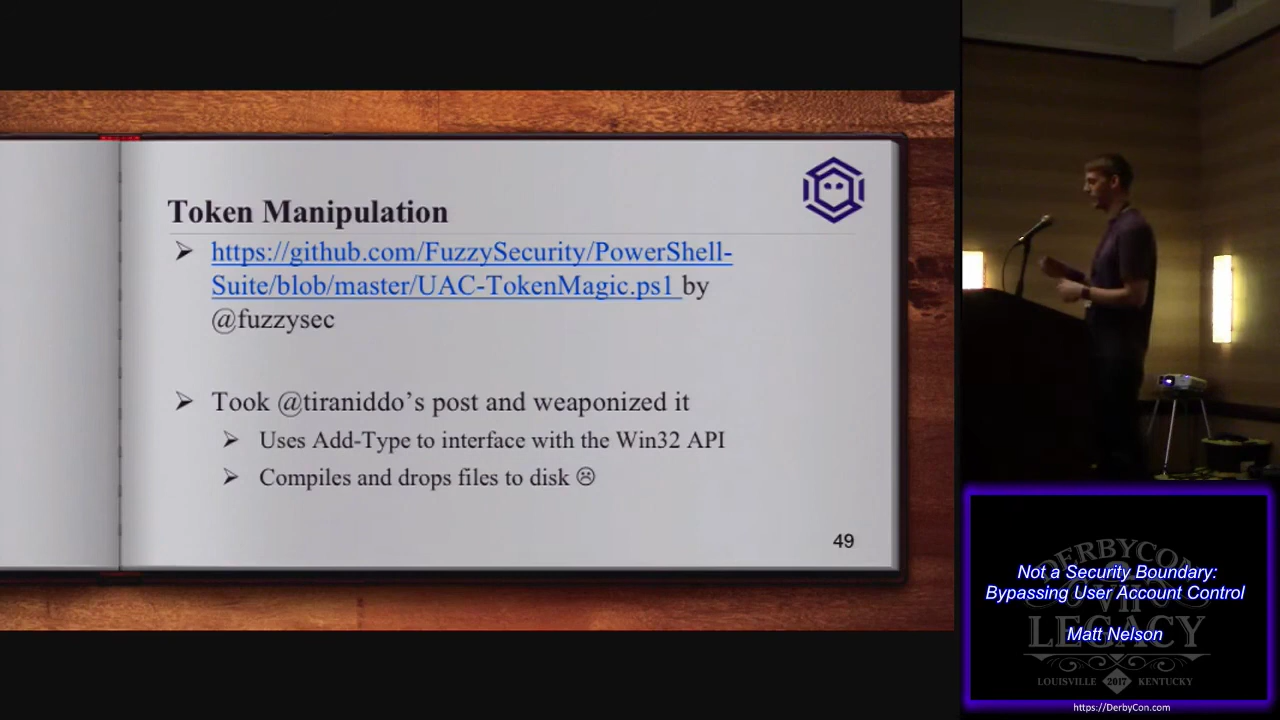 Token Manipulation
➢ https://github.com/FuzzySecurity/PowerShell-
Suite/blob/master/UAC-TokenMagic.ps1 by
@fuzzysec
➢ Took @tiraniddo’s post and weaponized it
➢ Uses Add-Type to interface with the Win32 API
➢ Compiles and drops files to disk ☹
49
DERBYCON
VII
Not a Security Boundary:
Bypassing User Account Control
Matt Nelson
LEGACY
LOUISVILLE 2017 KENTUCKY
https://DerbyCon.com